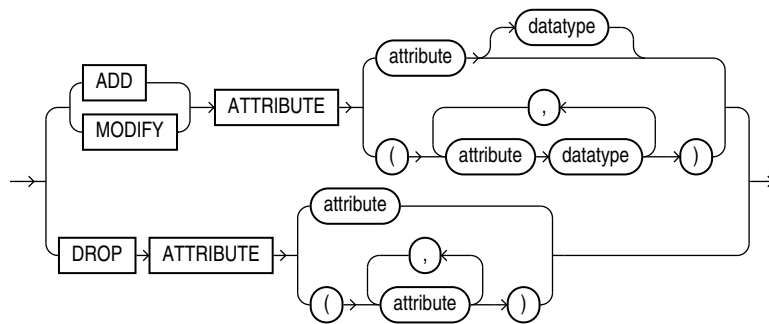 datatype
attribute
ADD
ATTRIBUTE
,
MODIFY
( attribute datatype )
attribute
DROP ATTRIBUTE
,
( attribute )